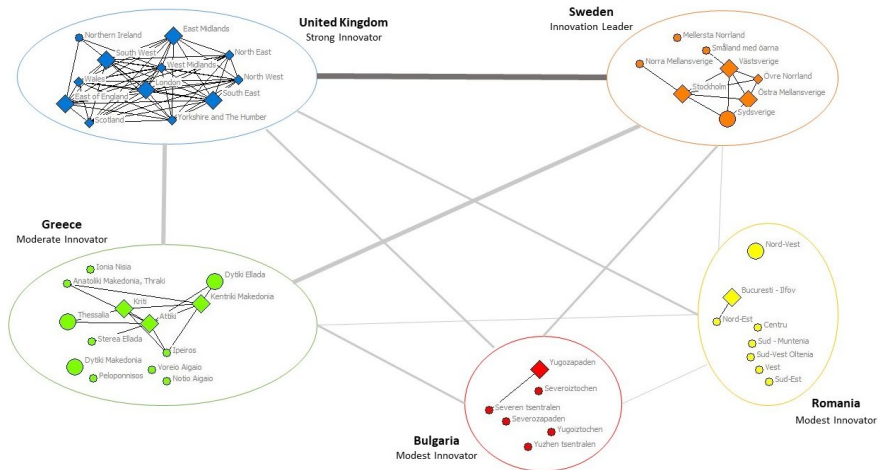 United Kingdom
Strong Innovator
Northern Ireland
East Midlands
South West
North East
West Midlands
Wales
North West
London
East of England
South East
Scotland
Yorkshire and The Humber
Sweden
Innovation Leader
Mellersta Norrland
Småland med öarna
Norra Mellansverige
Västsverige
Övre Norrland
Stockholm
Östra Mellansverige
Sydsverige
Greece
Moderate Innovator
Ionia Nisia
Anatoliki Makedonia, Thraki
Dytiki Ellada
Kriti
Kentriki Makedonia
Thessalia
Attiki
Sterea Ellada
Ipeiros
Dytiki Makedonia
Voreio Aigaio
Peloponnisos
Notio Aigaio
Yugozapaden
Severoiztochen
Severen tsentralen
Severozapaden
Yugoiztochen
Yuzhen tsentralen
Bulgaria
Modest Innovator
Nord-Vest
Bucuresti - Ilfov
Nord-Est
Centru
Sud - Muntenia
Sud-Vest Oltenia
Vest
Sud-Est
Romania
Modest Innovator